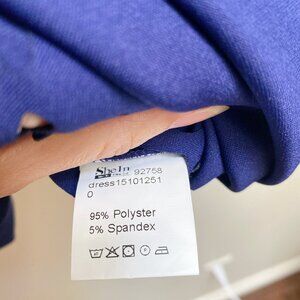 SheIn 92758
dress15101251
0
95% Polyster
5% Spandex